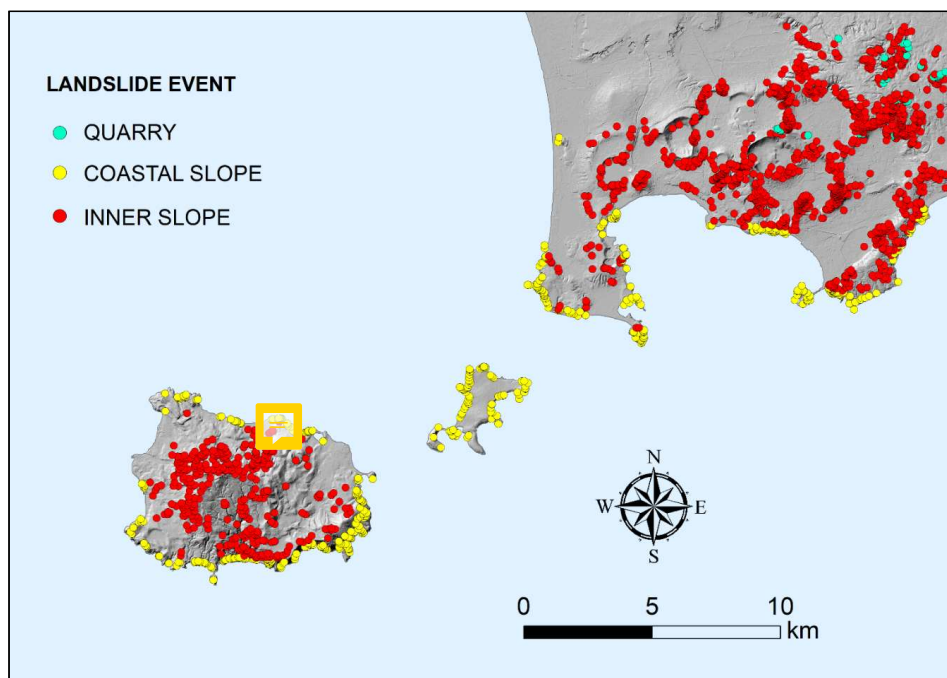 LANDSLIDE EVENT
QUARRY
COASTAL SLOPE
INNER SLOPE
N
W E
S
0 5 10
km